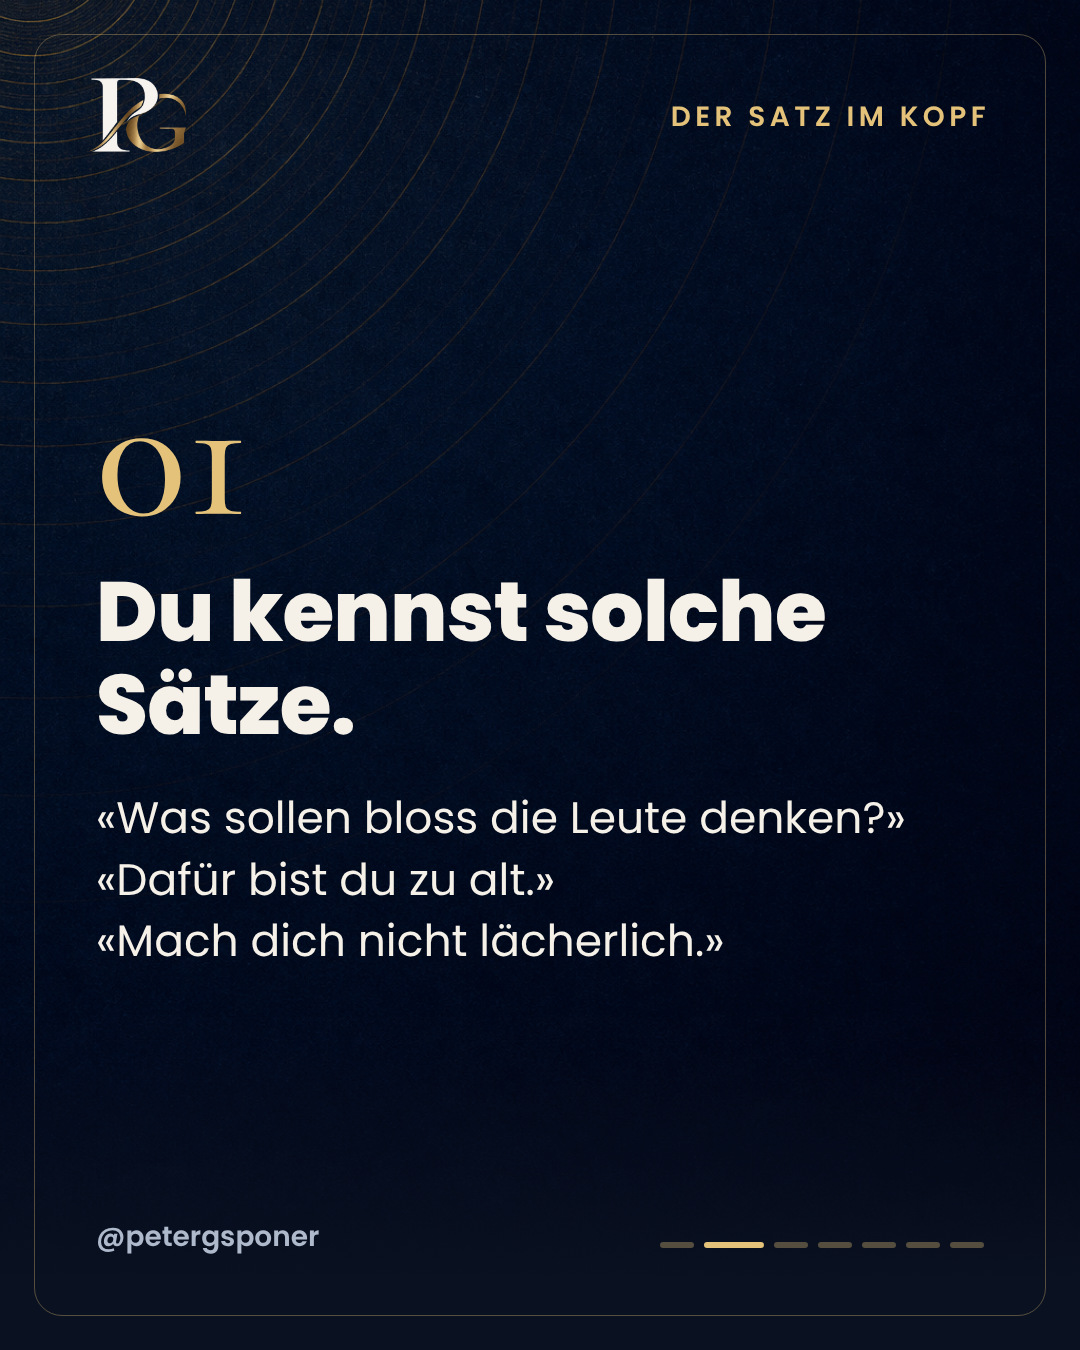 PG
DER SATZ IM KOPF
01
Du kennst solche
Sätze.
«Was sollen bloss die Leute denken?»
«Dafür bist du zu alt.»
«Mach dich nicht lächerlich.»
@petergsponer